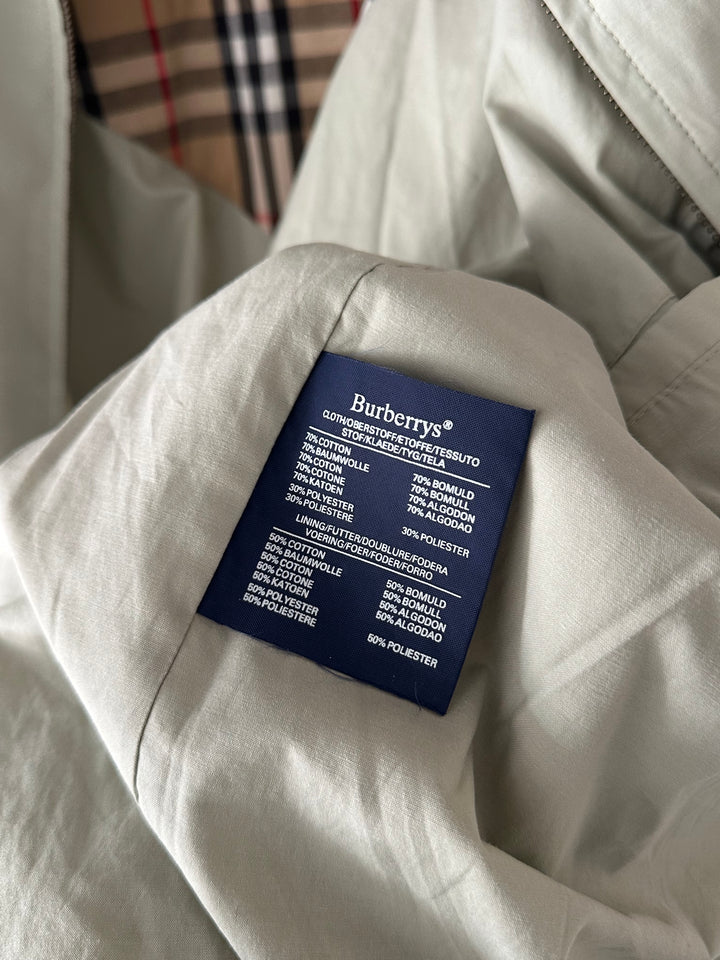 Burberrys®
CLOTH/OBERSTOFF/ETOFFE/TESSUTO
STOF/KLAEDE/TYG/TELA
70% COTTON
70% BAUMWOLLE
70% COTON
70% COTONE
70% KATOEN
30% POLYESTER
30% POLIESTERE
70% BOMULD
70% BOMULL
70% ALGODON
70% ALGODAO
30% POLIESTER
LINING/FUTTER/DOUBLURE/FODERA
VOERING/FOER/FODER/FORRO
50% COTTON
50% BAUMWOLLE
50% COTON
50% COTONE
50% KATOEN
50% POLYESTER
50% POLIESTERE
50% BOMULD
50% BOMULL
50% ALGODON
50% ALGODAO
50% POLIESTER